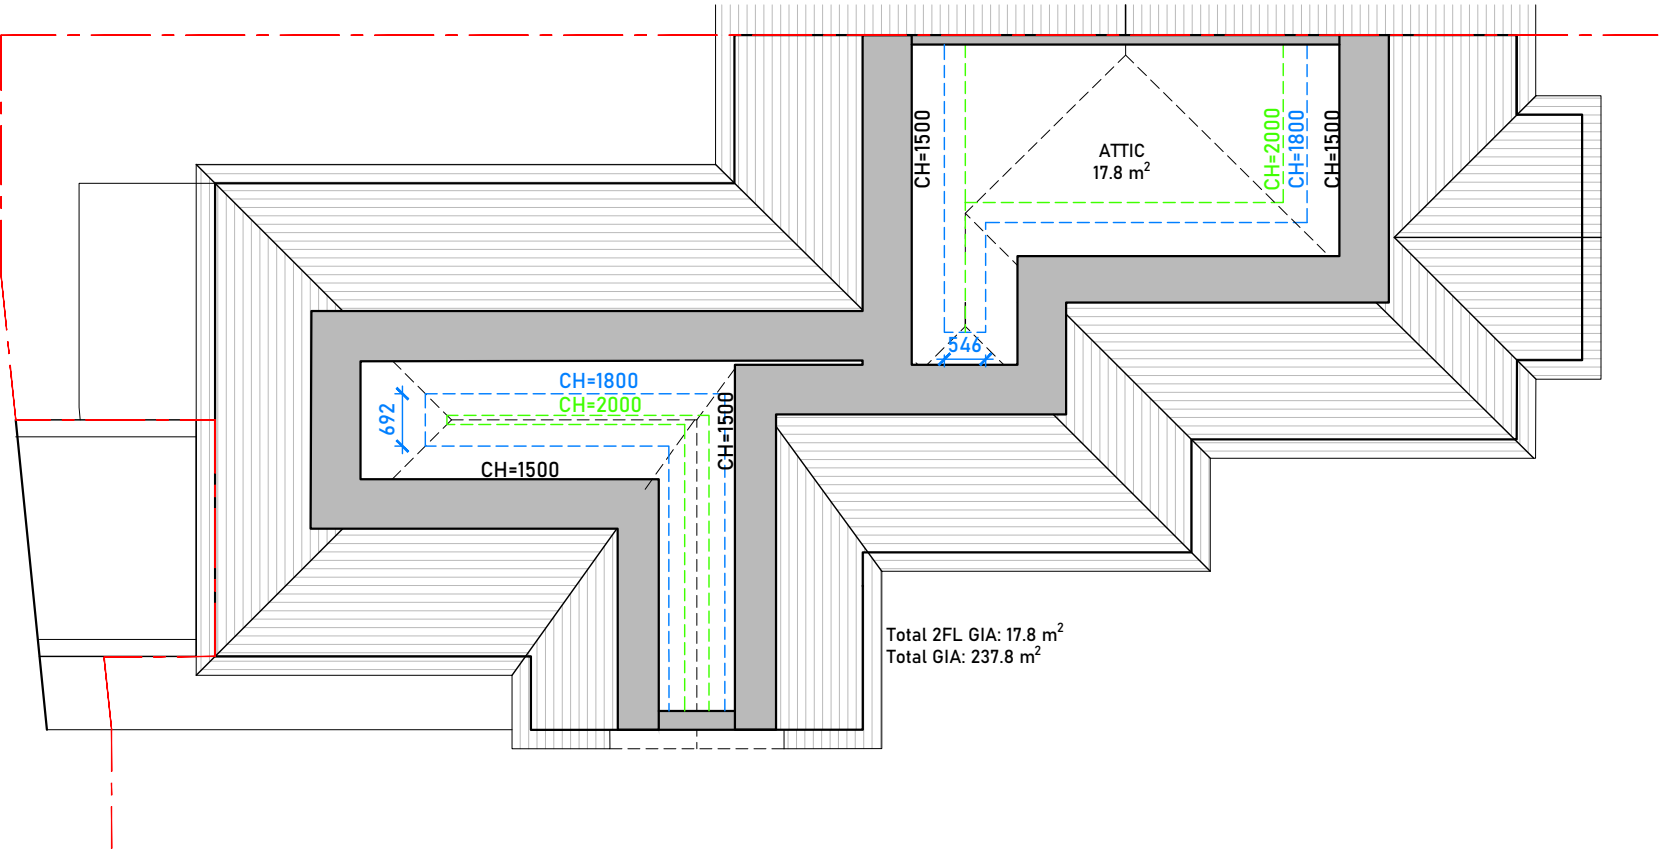 CH=1500
ATTIC
17.8 m²
CH=2000
CH=1800
CH=1500
546
CH=1800
CH=2000
692
CH=1500
CH=1500
Total 2FL GIA: 17.8 m²
Total GIA: 237.8 m²